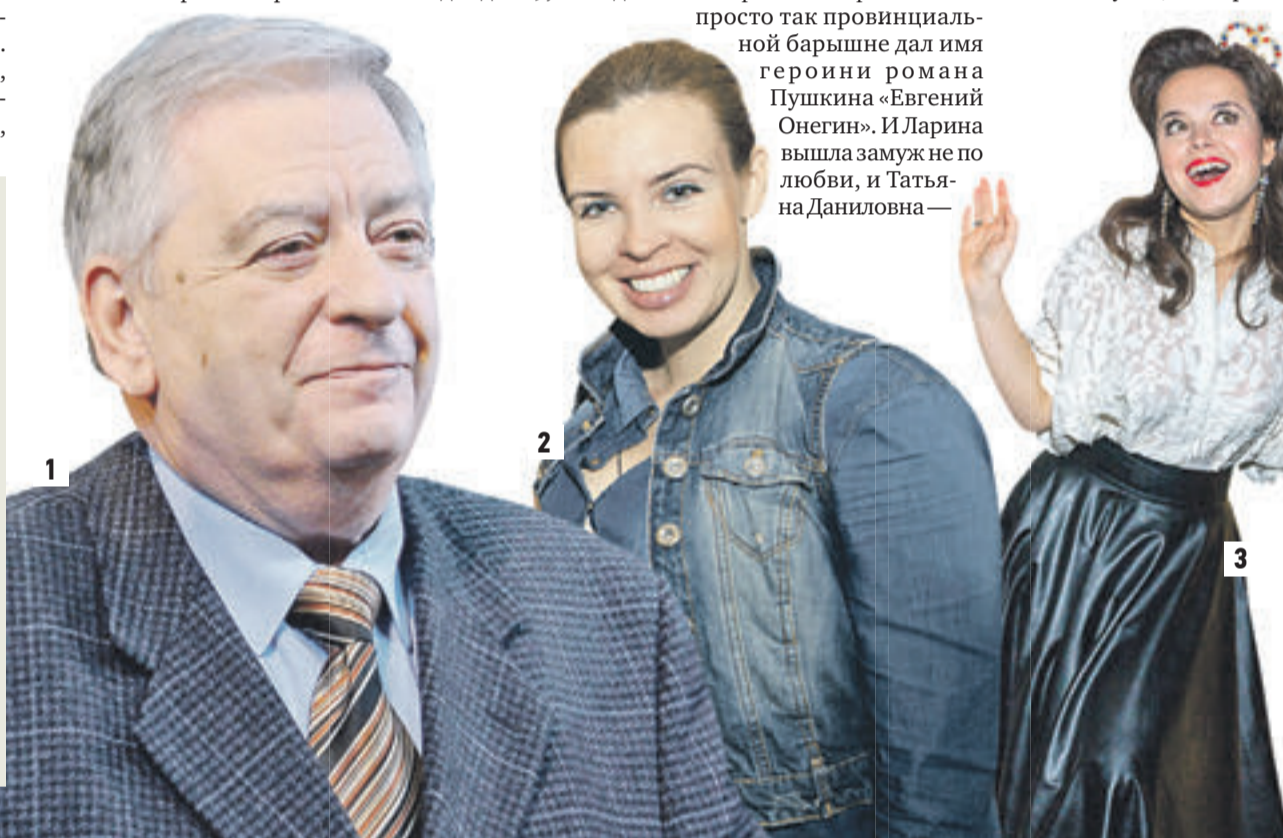 просто так провинциаль-
ной барышне дал имя
героини романа
Пушкина «Евгений
Онегин». И Ларина
вышла замуж не по
любви, и Татья-
на Даниловна —
1
2
3